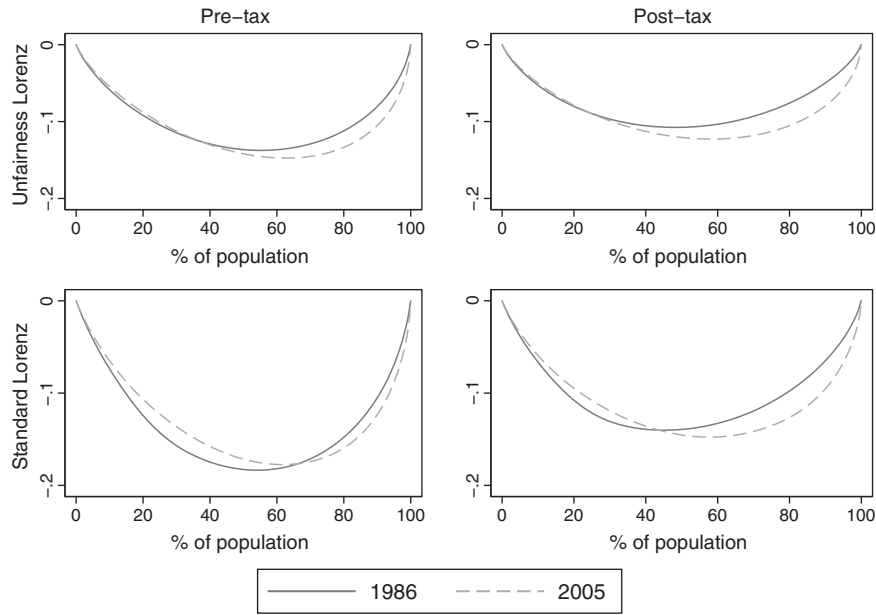 Pre–tax
Post–tax
Unfairness Lorenz
0
–.1
–.2
0 20 40 60 80 100
% of population
0
–.1
–.2
0 20 40 60 80 100
% of population
Standard Lorenz
0
–.1
–.2
0 20 40 60 80 100
% of population
0
–.1
–.2
0 20 40 60 80 100
% of population
1986 2005